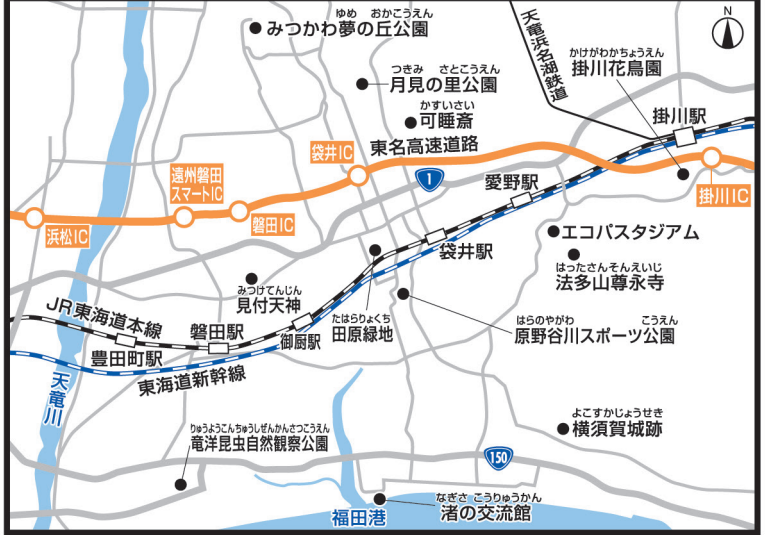 N
ゆめ おかこうえん
みつかわ夢の丘公園
つきみ さとこうえん
月見の里公園
かすいさい
可睡斎
天竜浜名湖鉄道
かけがわかちょうえん
掛川花鳥園
掛川駅
東名高速道路
袋井IC
遠州磐田
スマートIC
1
愛野駅
掛川IC
浜松IC
磐田IC
エコパスタジアム
袋井駅
はったさんそんえいじ
法多山尊永寺
みつけてんじん
見付天神
JR東海道本線
磐田駅
御厨駅
たはらりょくち
田原緑地
はらのやがわ こうえん
原野谷川スポーツ公園
豊田町駅
東海道新幹線
天竜川
よこすかじょうせき
横須賀城跡
りゅうようこんちゅうしぜんかんさつこうえん
竜洋昆虫自然観察公園
150
なぎさ こうりゅうかん
渚の交流館
福田港